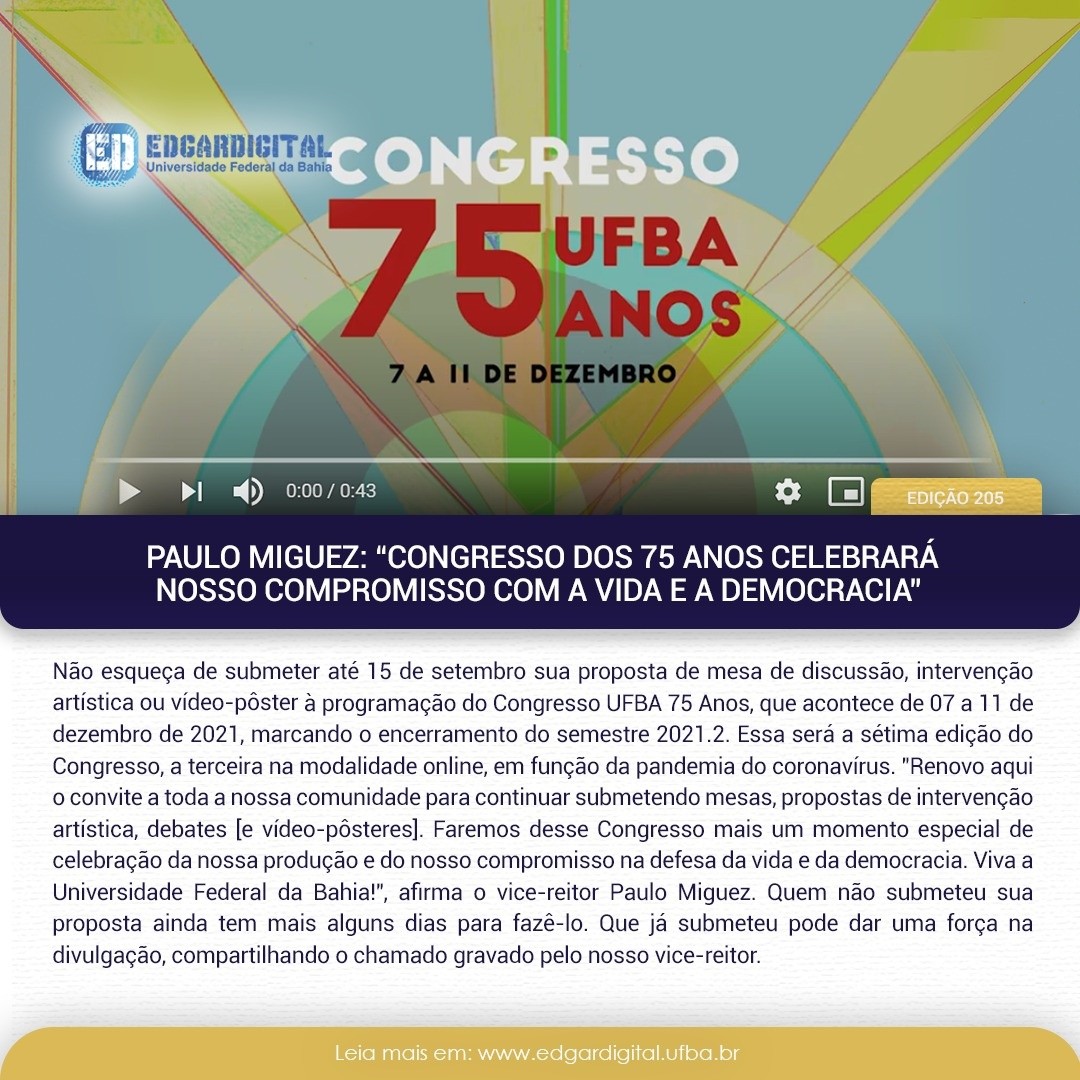 ED EDGARDIGITAL
Universidade Federal da Bahia
CONGRESSO
75 UFBA
ANOS
7 A 11 DE DEZEMBRO
0:00 / 0:43
EDIÇÃO 205
PAULO MIGUEZ: “CONGRESSO DOS 75 ANOS CELEBRARÁ
NOSSO COMPROMISSO COM A VIDA E A DEMOCRACIA”
Não esqueça de submeter até 15 de setembro sua proposta de mesa de discussão, intervenção
artística ou vídeo-pôster à programação do Congresso UFBA 75 Anos, que acontece de 07 a 11 de
dezembro de 2021, marcando o encerramento do semestre 2021.2. Essa será a sétima edição do
Congresso, a terceira na modalidade online, em função da pandemia do coronavírus. "Renovo aqui
o convite a toda a nossa comunidade para continuar submetendo mesas, propostas de intervenção
artística, debates [e vídeo-pôsteres]. Faremos desse Congresso mais um momento especial de
celebração da nossa produção e do nosso compromisso na defesa da vida e da democracia. Viva a
Universidade Federal da Bahia!", afirma o vice-reitor Paulo Miguez. Quem não submeteu sua
proposta ainda tem mais alguns dias para fazê-lo. Que já submeteu pode dar uma força na
divulgação, compartilhando o chamado gravado pelo nosso vice-reitor.
Leia mais em: www.edgardigital.ufba.br